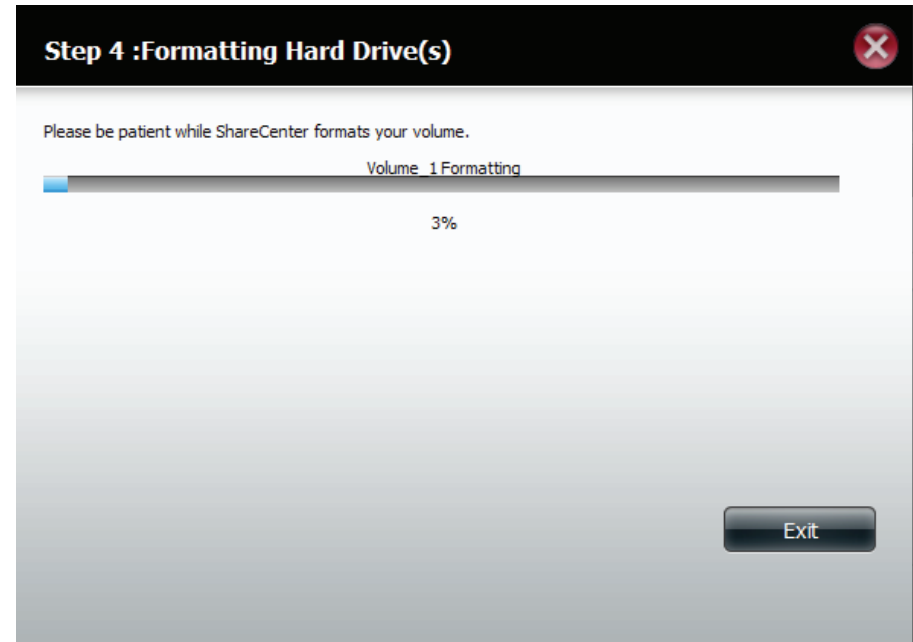 Step 4 :Formatting Hard Drive(s)
Please be patient while ShareCenter formats your volume.
Volume_1 Formatting
3%
Exit